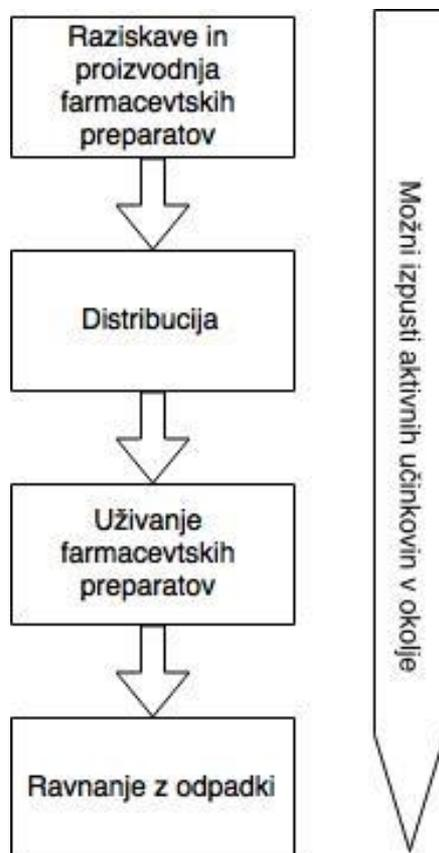 Raziskave in
proizvodnja
farmacevtskih
preparatov
Distribucija
Uživanje
farmacevtskih
preparatov
Ravnanje z odpadki
Možni izpusti aktivnih učinkovin v okolje